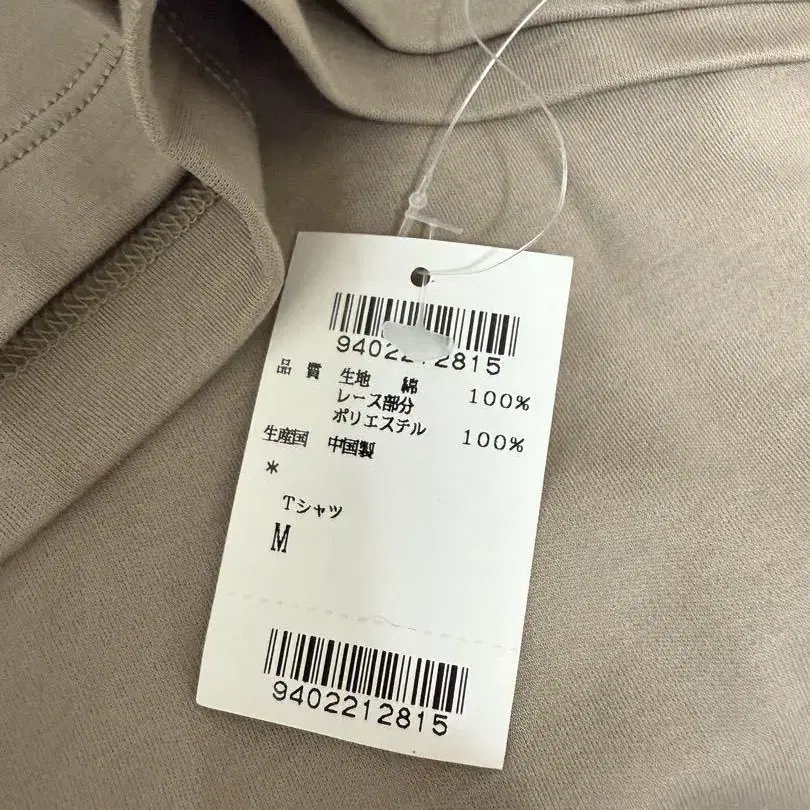 9402212815
品 質 生地 綿 100%
レース部分
ポリエステル 100%
生産国 中国製
*
Tシャツ
M
9402212815